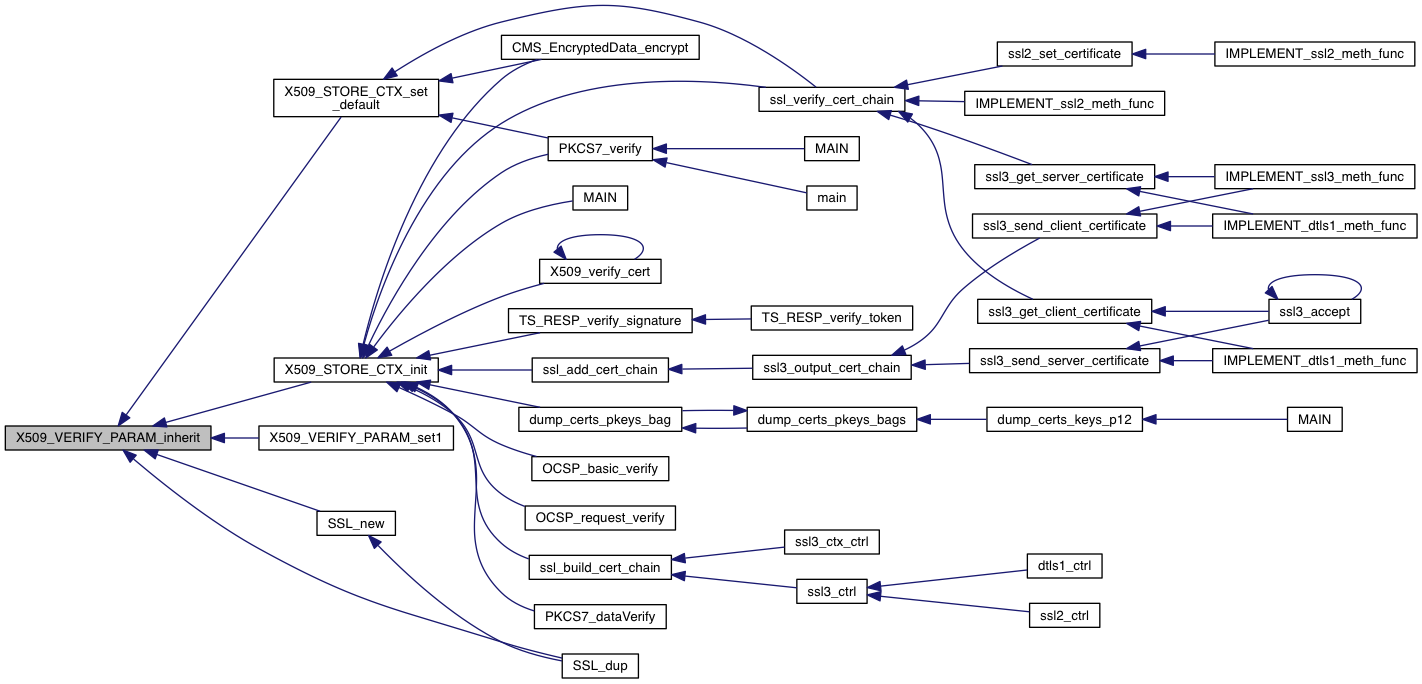 X509_VERIFY_PARAM_inherit
X509_STORE_CTX_set
_default
X509_STORE_CTX_init
X509_VERIFY_PARAM_set1
SSL_new
CMS_EncryptedData_encrypt
PKCS7_verify
MAIN
X509_verify_cert
TS_RESP_verify_signature
ssl_add_cert_chain
dump_certs_pkeys_bag
OCSP_basic_verify
OCSP_request_verify
ssl_build_cert_chain
PKCS7_dataVerify
SSL_dup
ssl_verify_cert_chain
MAIN
main
TS_RESP_verify_token
ssl3_output_cert_chain
dump_certs_pkeys_bags
ssl3_ctx_ctrl
ssl3_ctrl
ssl2_set_certificate
IMPLEMENT_ssl2_meth_func
ssl3_get_server_certificate
ssl3_send_client_certificate
ssl3_get_client_certificate
ssl3_send_server_certificate
dump_certs_keys_p12
dtls1_ctrl
ssl2_ctrl
IMPLEMENT_ssl2_meth_func
IMPLEMENT_ssl3_meth_func
IMPLEMENT_dtls1_meth_func
ssl3_accept
IMPLEMENT_dtls1_meth_func
MAIN